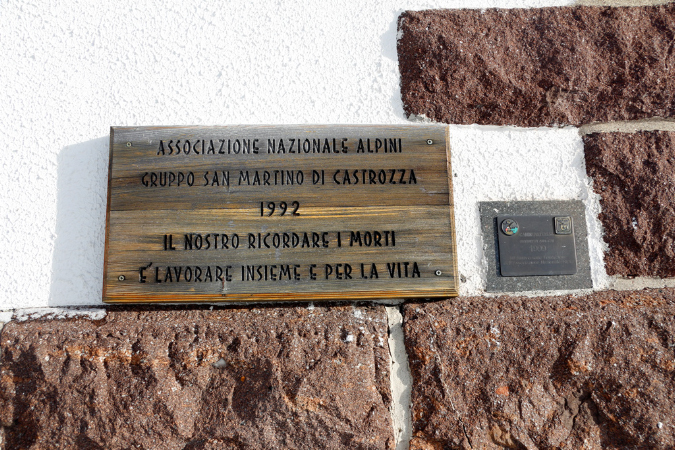 ASSOCIAZIONE NAZIONALE ALPINI
GRUPPO SAN MARTINO DI CASTROZZA
1992
IL NOSTRO RICORDARE I MORTI
E' LAVORARE INSIEME E PER LA VITA